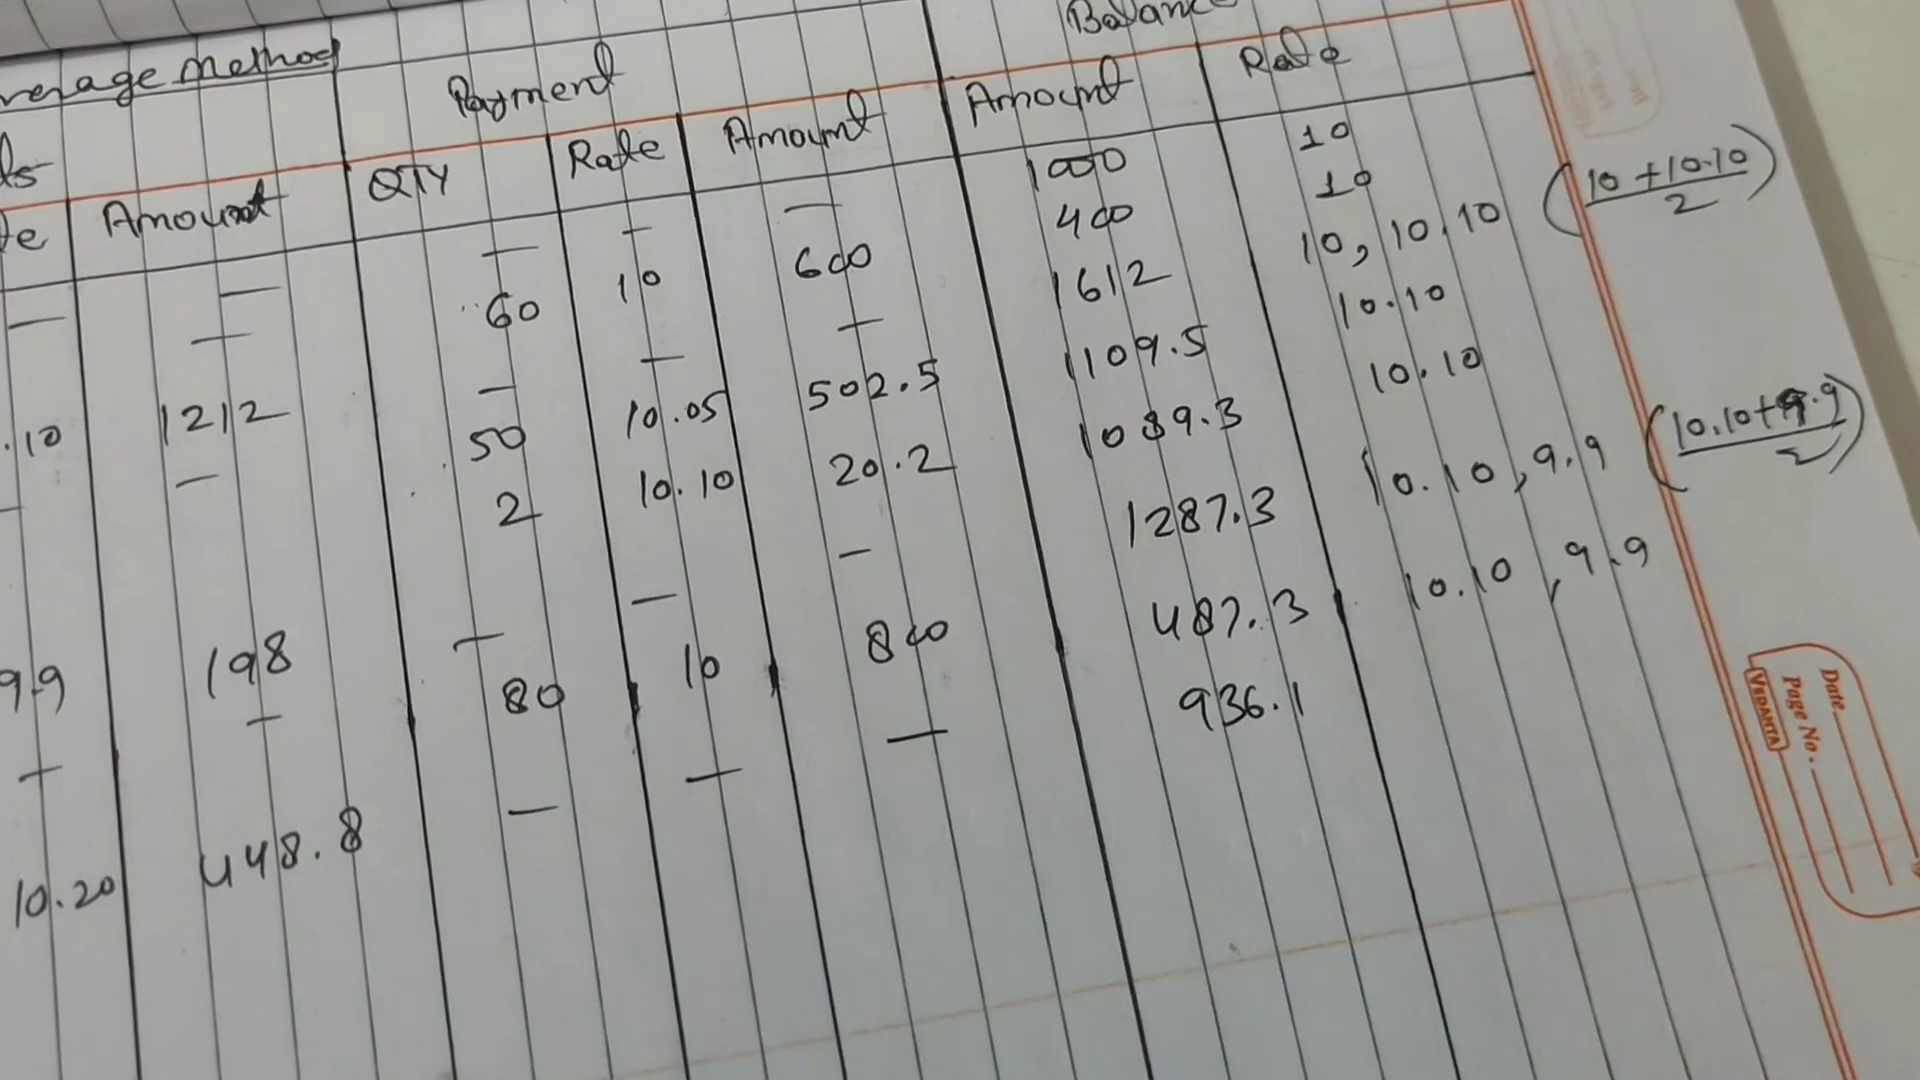 verage Method
Payment
Balance
ls
QTY
Rate
Amount
Amount
Rate
te
Amount
— — — — — 1000 10
— — 60 10 600 400 10
.10 1212 — — — 1612 10, 10.10 (10 + 10.10 / 2)
— — 50 10.05 502.5 1109.5 10.10
2 10.10 20.2 1089.3 10.10
9.9 198 — — — 1287.3 10.10, 9.9 (10.10 + 9.9 / 2)
— — 80 10 800 487.3 10.10, 9.9
10.20 448.8 — — — 936.1
Date
Page No.
VEDANTA